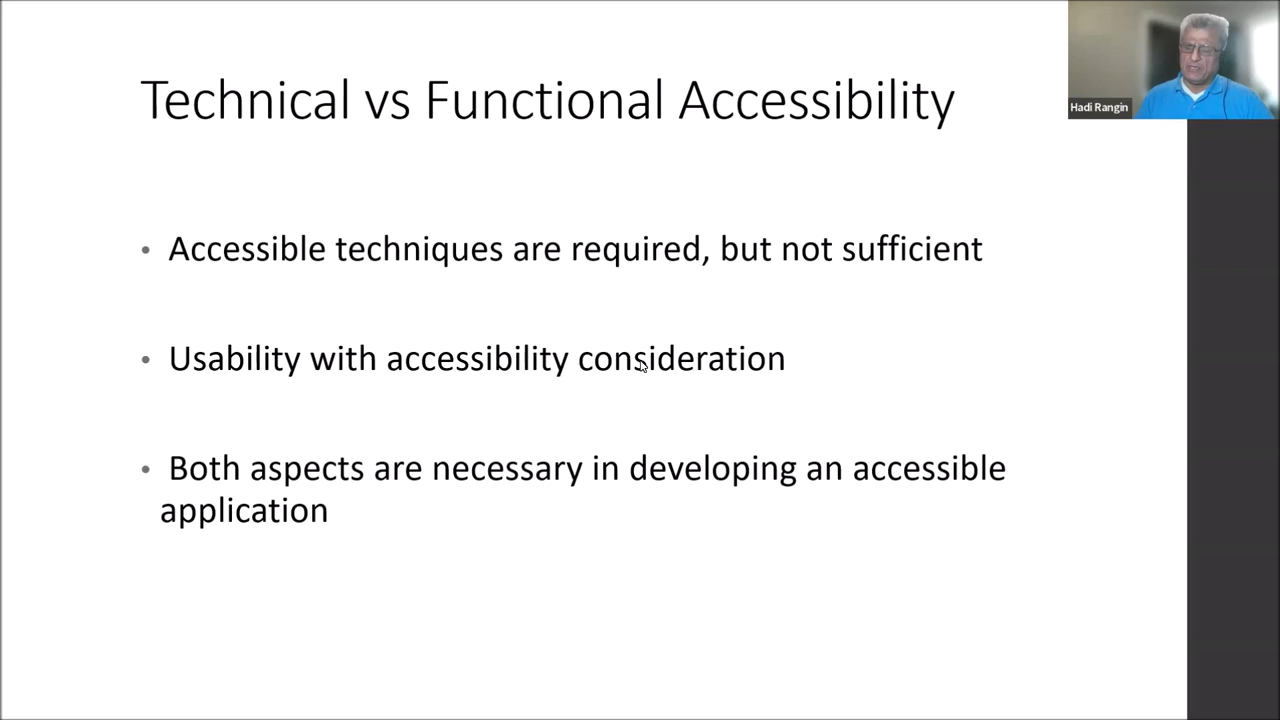 Technical vs Functional Accessibility
Hadi Rangin
• Accessible techniques are required, but not sufficient
• Usability with accessibility consideration
• Both aspects are necessary in developing an accessible
application